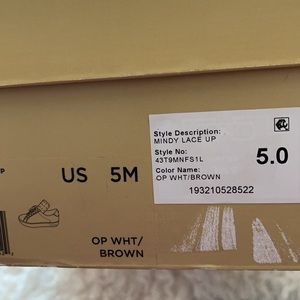 Style Description:
MINDY LACE UP
Style No:
43T9MNFS1L
Color Name:
OP WHT/BROWN
193210528522
5.0
US 5M
OP WHT/
BROWN